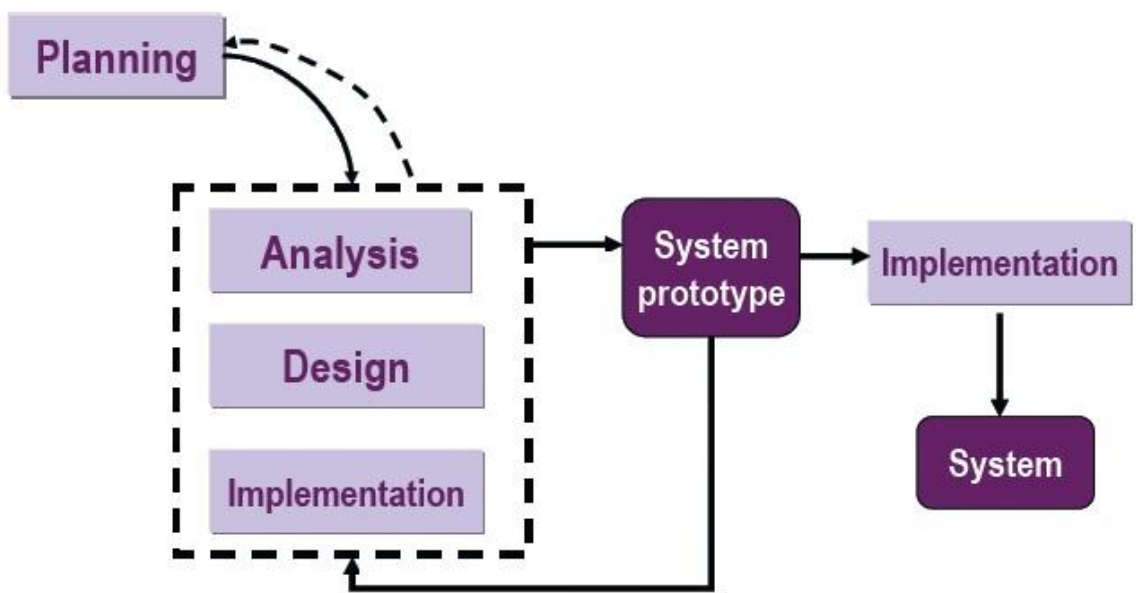 Planning
Analysis
Design
Implementation
System
prototype
Implementation
System